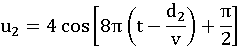 u₂ = 4 cos[8π(t − d₂/v) + π/2]